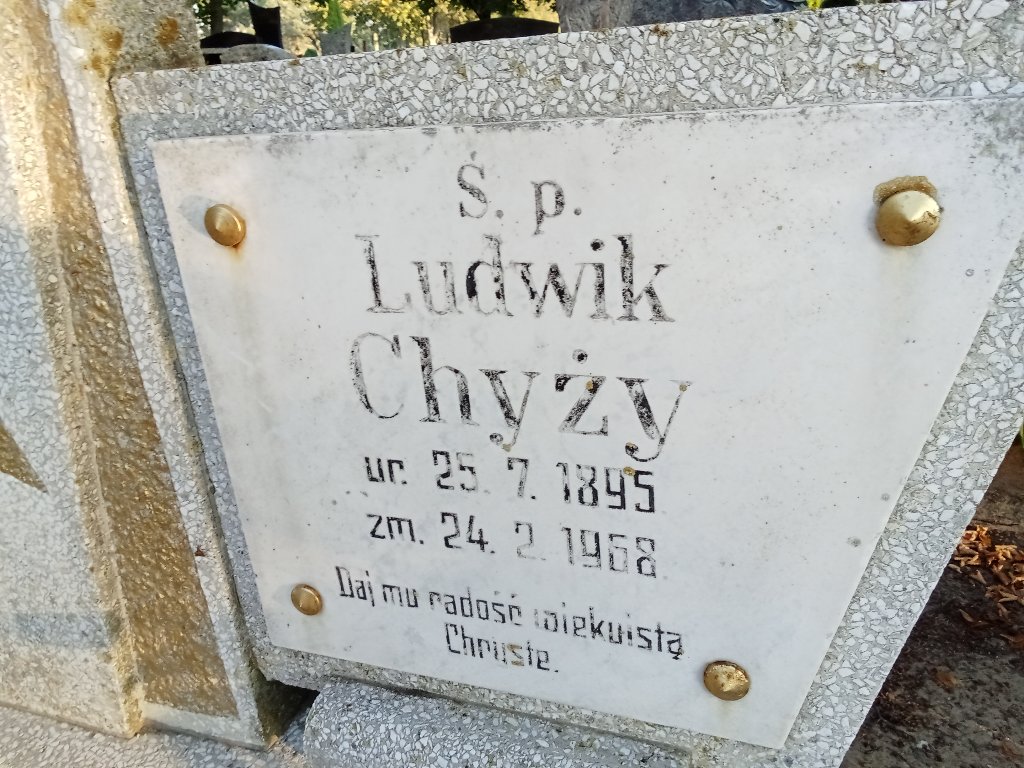 Ś. p.
Ludwik
Chyży
ur. 25. 7. 1895
zm. 24. 2. 1968
Daj mu radość wiekuistą
Chryste.